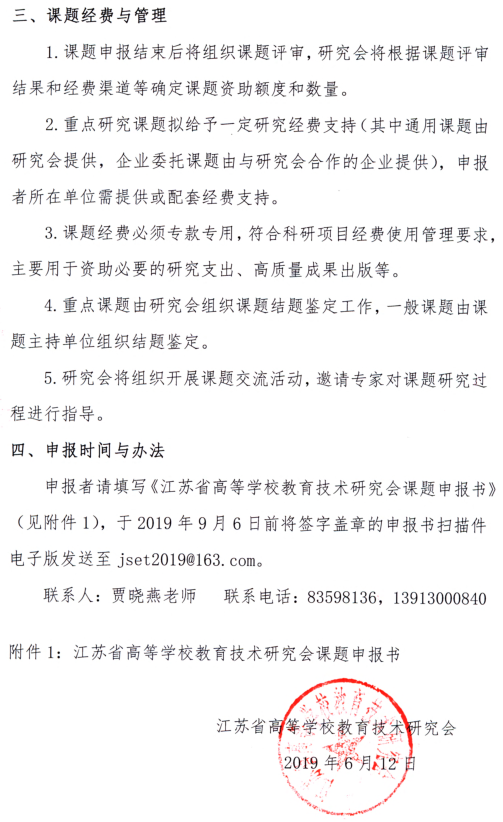 三、课题经费与管理
1.课题申报结束后将组织课题评审,研究会将根据课题评审
结果和经费渠道等确定课题资助额度和数量。
2.重点研究课题拟给予一定研究经费支持(其中通用课题由
研究会提供，企业委托课题由与研究会合作的企业提供)，申报
者所在单位需提供或配套经费支持。
3.课题经费必须专款专用,符合科研项目经费使用管理要求,
主要用于资助必要的研究支出、高质量成果出版等。
4.重点课题由研究会组织课题结题鉴定工作,一般课题由课
题主持单位组织结题鉴定。
5.研究会将组织开展课题交流活动,邀请专家对课题研究过
程进行指导。
四、申报时间与办法
申报者请填写《江苏省高等学校教育技术研究会课题申报书》
(见附件1)，于2019年9月6日前将签字盖章的申报书扫描件
电子版发送至jset2019@163.com。
联系人：贾晓燕老师 联系电话：83598136，13913000840
附件1：江苏省高等学校教育技术研究会课题申报书
江苏省高等学校教育技术研究会
2019年6月12日